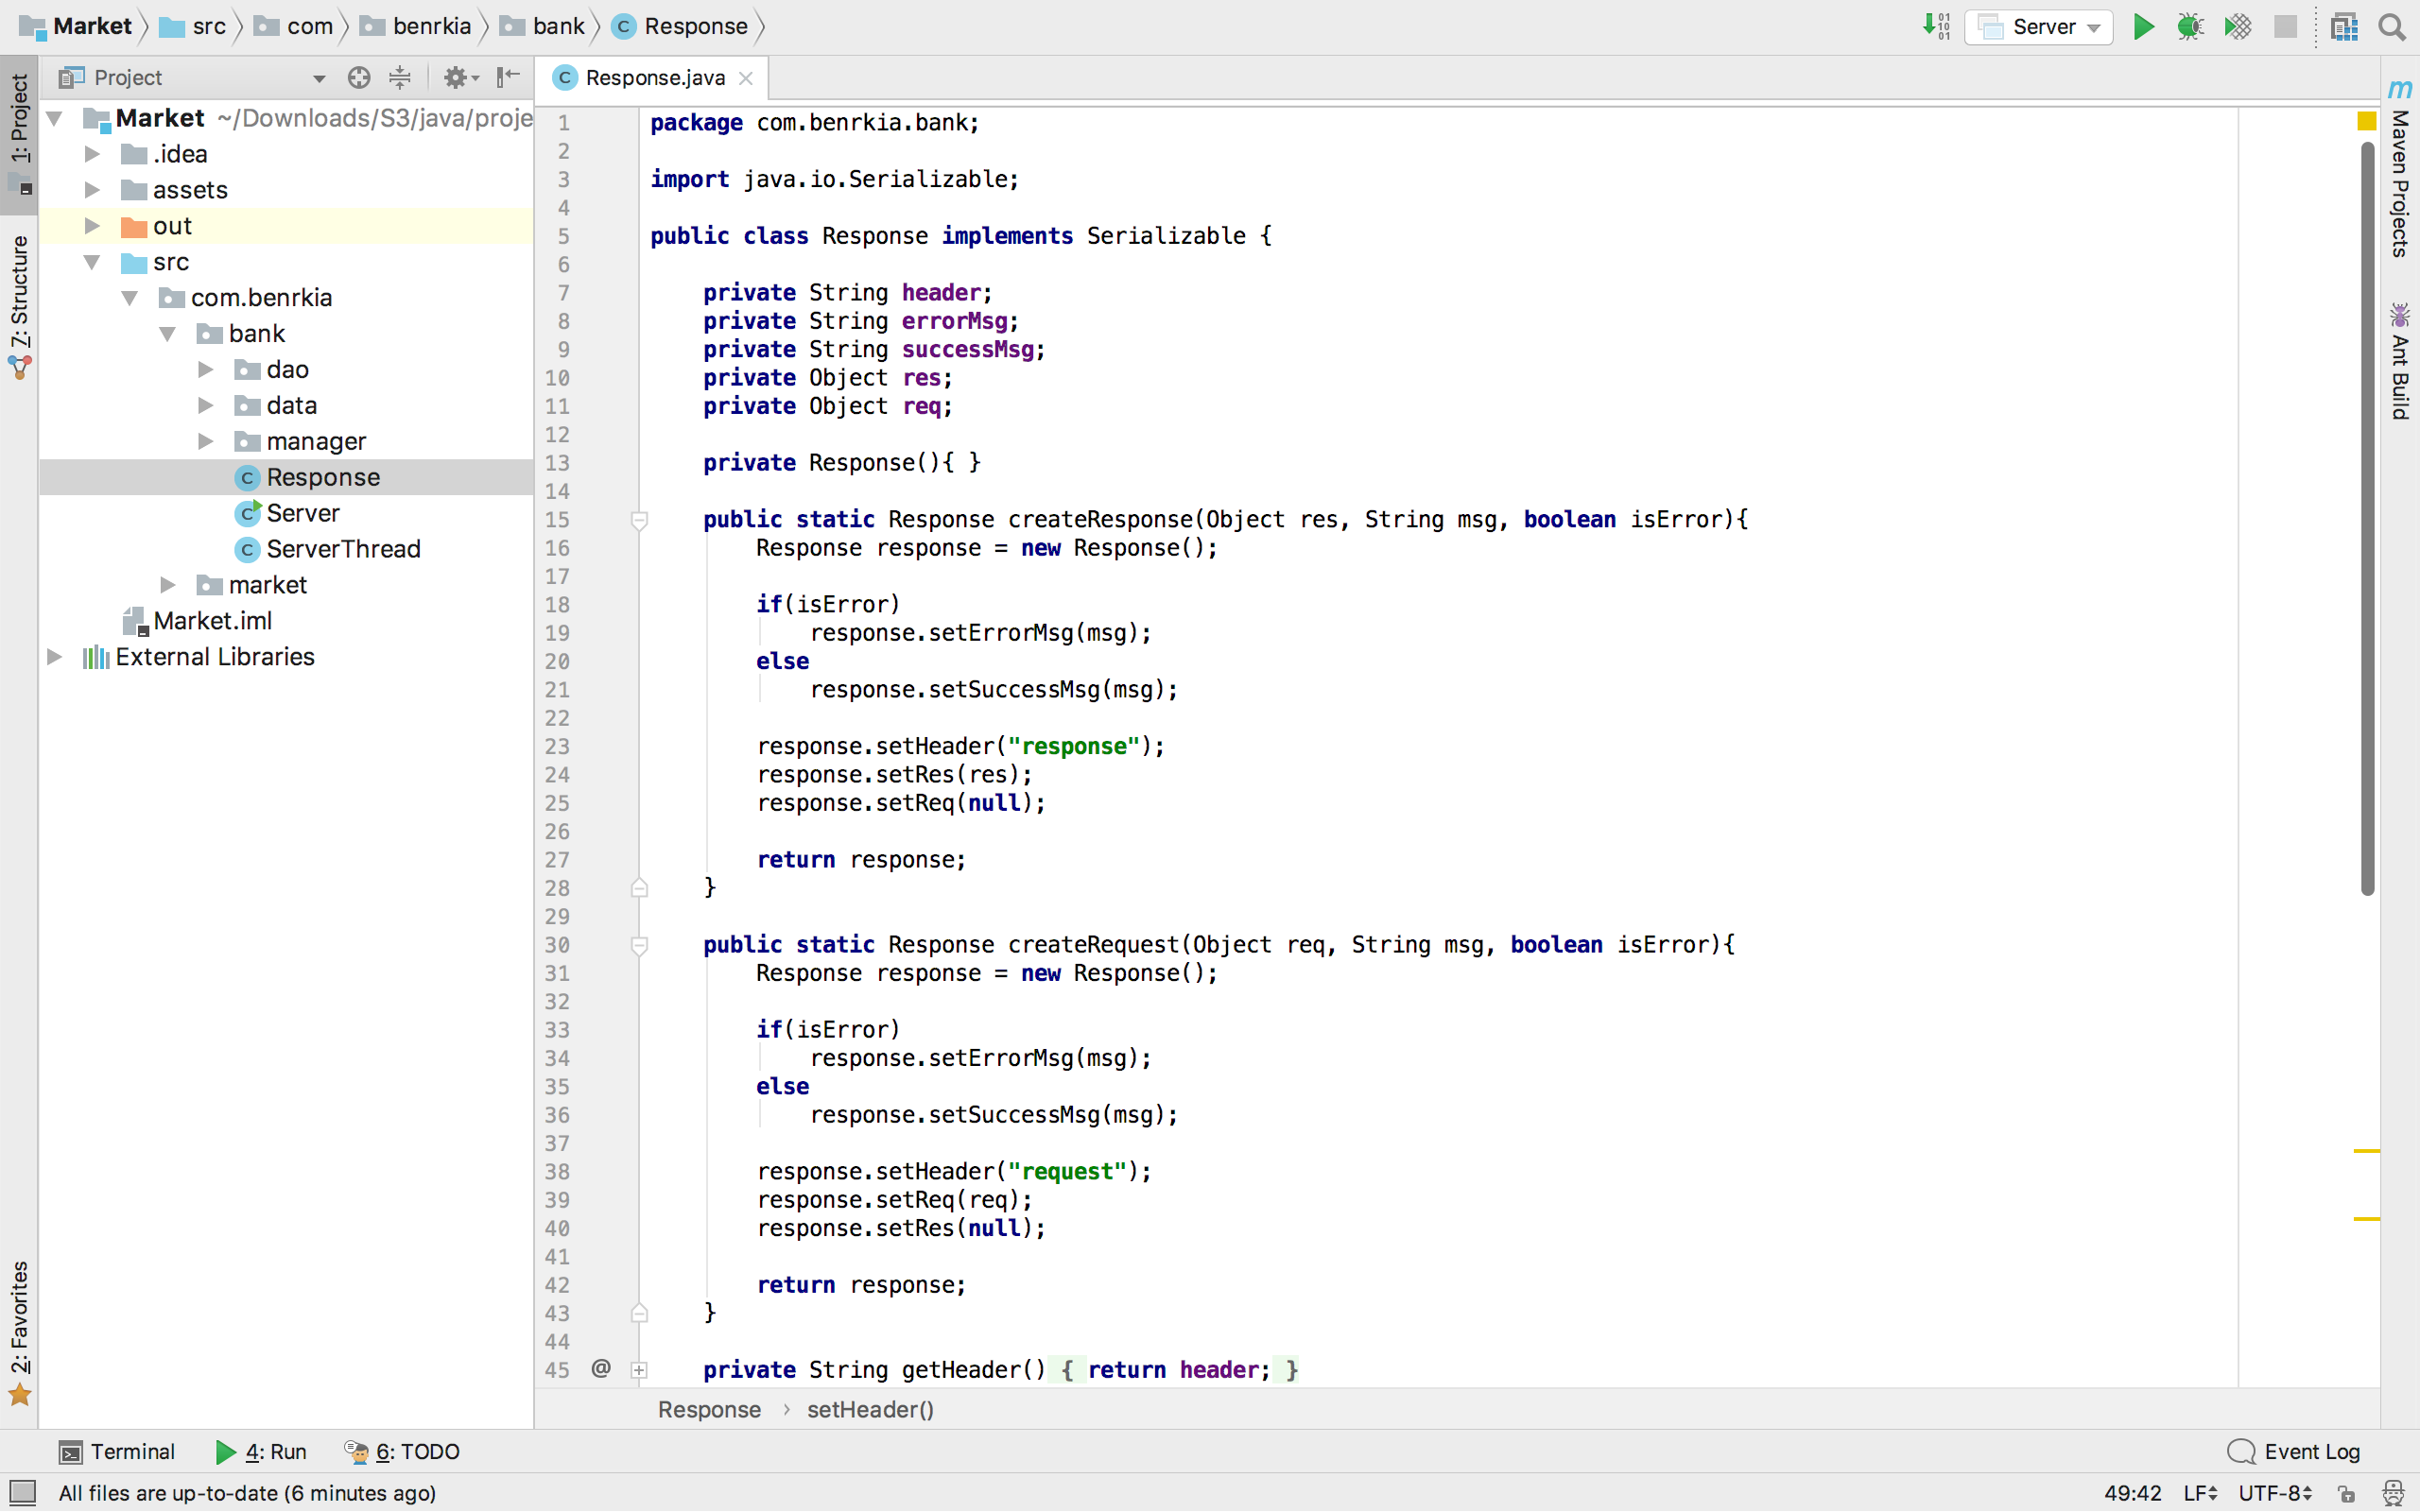 Market src com benrkia bank Response
Server
Project
Response.java
1: Project
7: Structure
2: Favorites
Market ~/Downloads/S3/java/proje
.idea
assets
out
src
com.benrkia
bank
dao
data
manager
Response
Server
ServerThread
market
Market.iml
External Libraries
1 package com.benrkia.bank;
2
3 import java.io.Serializable;
4
5 public class Response implements Serializable {
6
7 private String header;
8 private String errorMsg;
9 private String successMsg;
10 private Object res;
11 private Object req;
12
13 private Response(){ }
14
15 public static Response createResponse(Object res, String msg, boolean isError){
16 Response response = new Response();
17
18 if(isError)
19 response.setErrorMsg(msg);
20 else
21 response.setSuccessMsg(msg);
22
23 response.setHeader("response");
24 response.setRes(res);
25 response.setReq(null);
26
27 return response;
28 }
29
30 public static Response createRequest(Object req, String msg, boolean isError){
31 Response response = new Response();
32
33 if(isError)
34 response.setErrorMsg(msg);
35 else
36 response.setSuccessMsg(msg);
37
38 response.setHeader("request");
39 response.setReq(req);
40 response.setRes(null);
41
42 return response;
43 }
44
45 @ private String getHeader() { return header; }
Response › setHeader()
Maven Projects
Ant Build
Terminal 4: Run 6: TODO Event Log
All files are up-to-date (6 minutes ago) 49:42 LF UTF-8